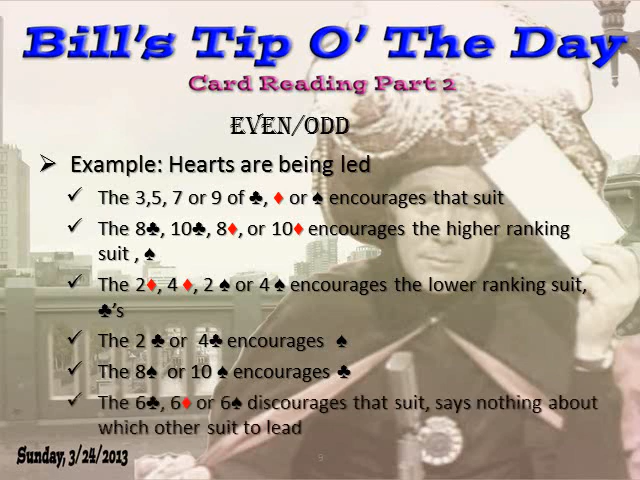 Bill's Tip O' The Day
Card Reading Part 2
EVEN/ODD
➢ Example: Hearts are being led
✓ The 3,5, 7 or 9 of ♣, ♦ or ♠ encourages that suit
✓ The 8♣, 10♣, 8♦, or 10♦ encourages the higher ranking
suit , ♠
✓ The 2♦, 4 ♦, 2 ♠ or 4 ♠ encourages the lower ranking suit,
♣'s
✓ The 2 ♣ or 4♣ encourages ♠
✓ The 8♠ or 10 ♠ encourages ♣
✓ The 6♣, 6♦ or 6♠ discourages that suit, says nothing about
which other suit to lead
Sunday, 3/24/2013
9